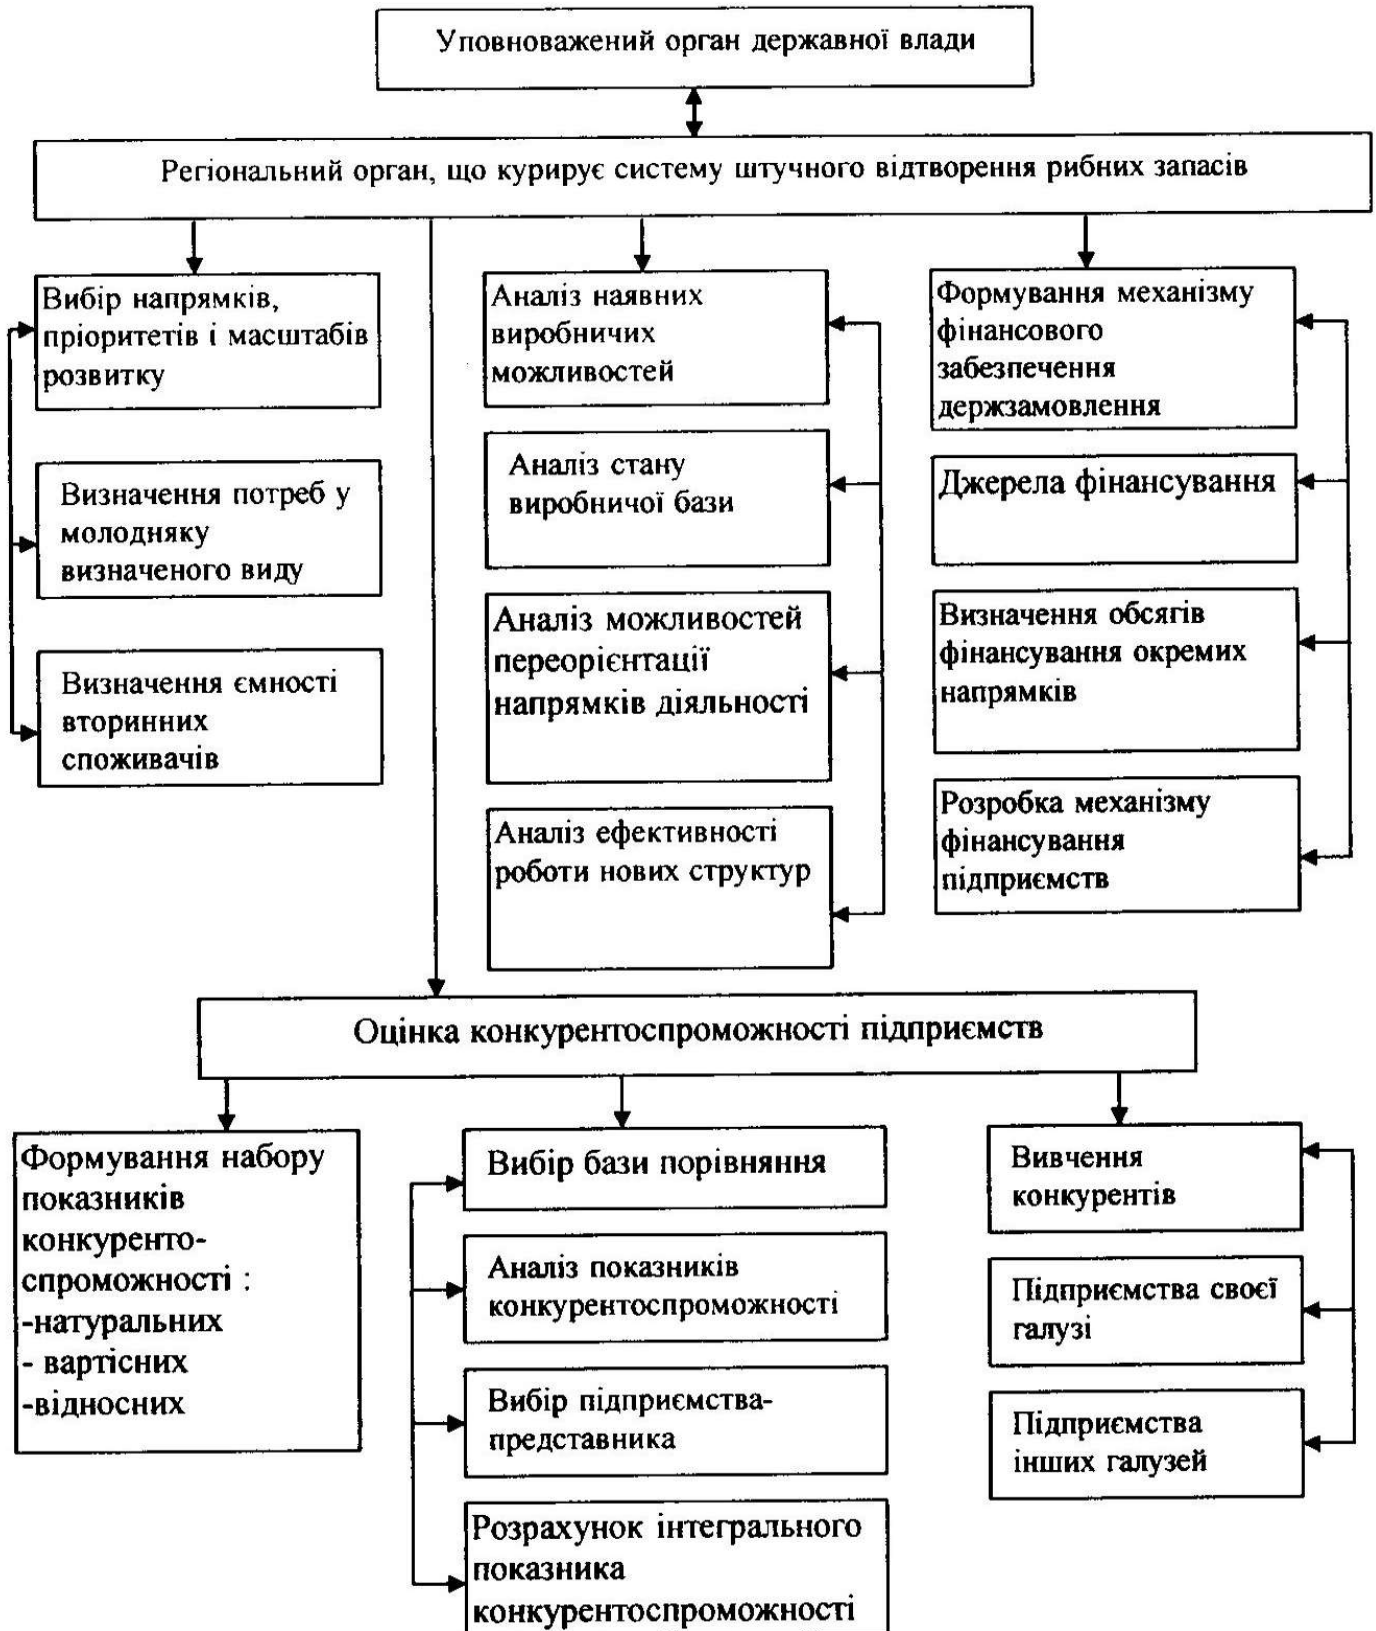 Уповноважений орган державної влади
Регіональний орган, що курирує систему штучного відтворення рибних запасів
Вибір напрямків,
пріоритетів і масштабів
розвитку
Визначення потреб у
молодняку
визначеного виду
Визначення ємності
вторинних
споживачів
Аналіз наявних
виробничих
можливостей
Аналіз стану
виробничої бази
Аналіз можливостей
переорієнтації
напрямків діяльності
Аналіз ефективності
роботи нових структур
Формування механізму
фінансового
забезпечення
держзамовлення
Джерела фінансування
Визначення обсягів
фінансування окремих
напрямків
Розробка механізму
фінансування
підприємств
Оцінка конкурентоспроможності підприємств
Формування набору
показників
конкуренто-
спроможності :
-натуральних
- вартісних
-відносних
Вибір бази порівняння
Аналіз показників
конкурентоспроможності
Вибір підприємства-
представника
Розрахунок інтегрального
показника
конкурентоспроможності
Вивчення
конкурентів
Підприємства своєї
галузі
Підприємства
інших галузей